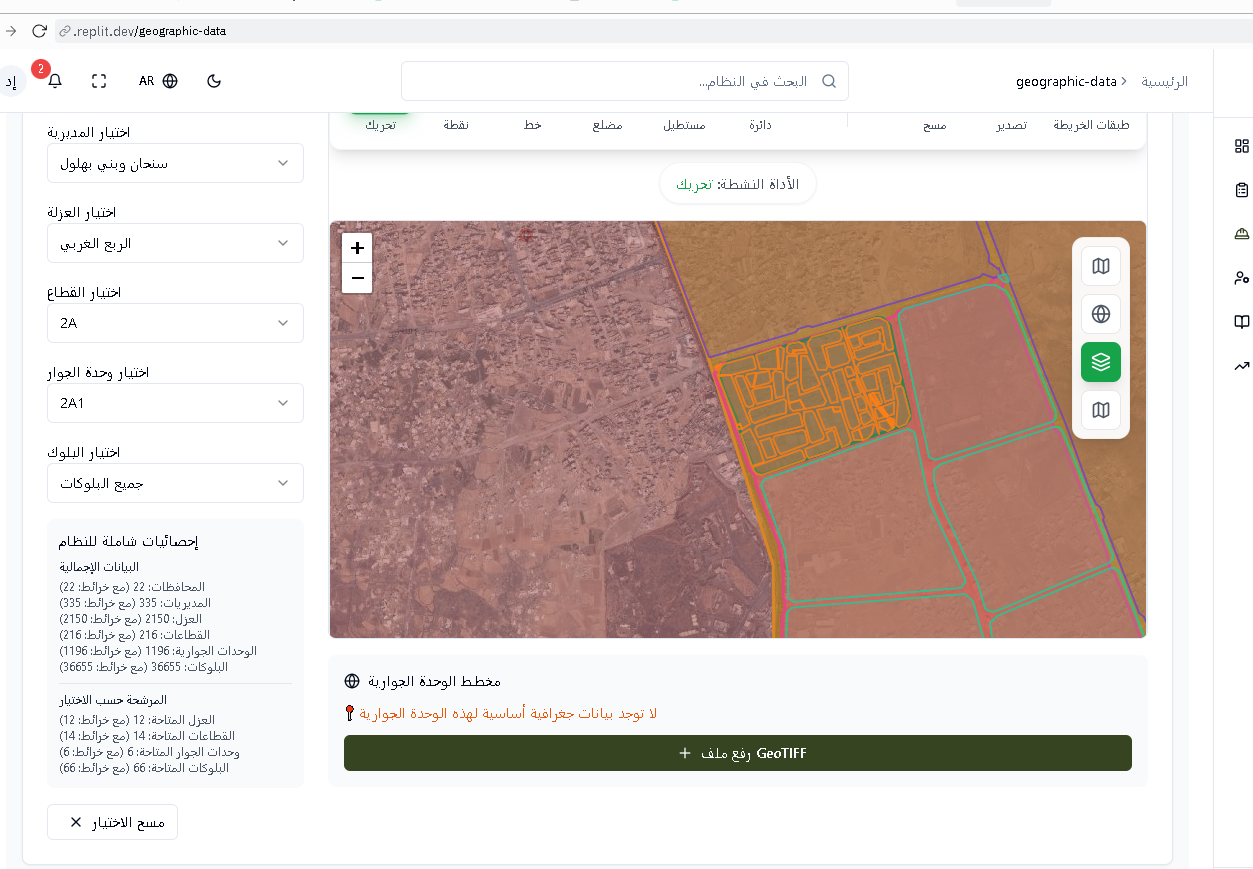 .replit.dev/geographic-data
الرئيسية > geographic-data
البحث في النظام...
AR
2
إد
طبقات الخريطة
تصدير
مسح
دائرة
مستطيل
مضلع
خط
نقطة
تحريك
الأداة النشطة: تحريك
+
−
اختيار المديرية
سنحان وبني بهلول
اختيار العزلة
الربع الغربي
اختيار القطاع
2A
اختيار وحدة الجوار
2A1
اختيار البلوك
جميع البلوكات
إحصائيات شاملة للنظام
البيانات الإجمالية
المحافظات: 22 (مع خرائط: 22)
المديريات: 335 (مع خرائط: 335)
العزل: 2150 (مع خرائط: 2150)
القطاعات: 216 (مع خرائط: 216)
الوحدات الجوارية: 1196 (مع خرائط: 1196)
البلوكات: 36655 (مع خرائط: 36655)
المرشحة حسب الاختيار
العزل المتاحة: 12 (مع خرائط: 12)
القطاعات المتاحة: 14 (مع خرائط: 14)
وحدات الجوار المتاحة: 6 (مع خرائط: 6)
البلوكات المتاحة: 66 (مع خرائط: 66)
مسح الاختيار
مخطط الوحدة الجوارية
لا توجد بيانات جغرافية أساسية لهذه الوحدة الجوارية
رفع ملف GeoTIFF